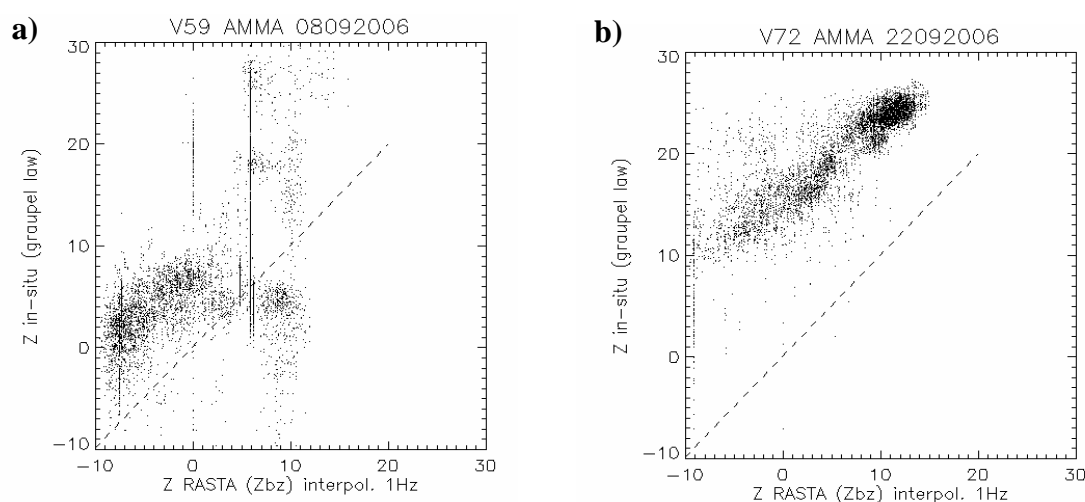 a)
V59 AMMA 08092006
Z in-situ (graupel law)
30
20
10
0
-10
-10 0 10 20 30
Z RASTA (Zbz) interpol. 1Hz
b)
V72 AMMA 22092006
Z in-situ (graupel law)
30
20
10
0
-10
-10 0 10 20 30
Z RASTA (Zbz) interpol. 1Hz